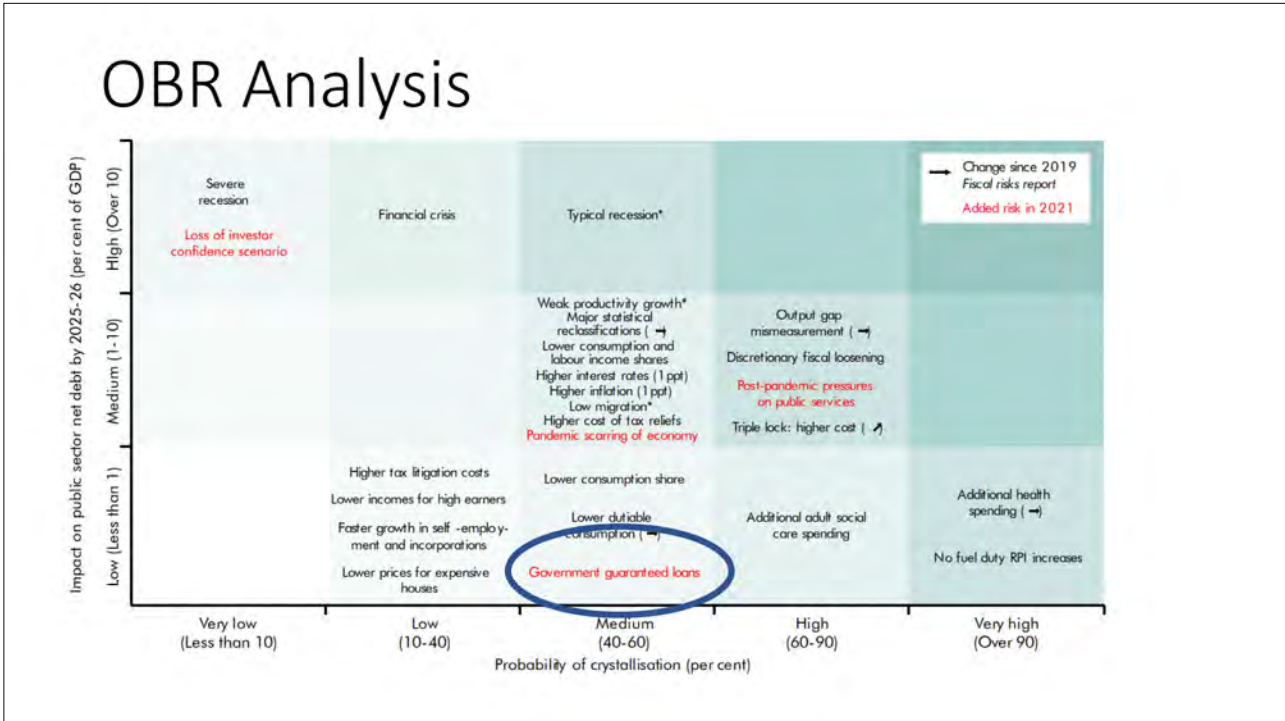 OBR Analysis
Impact on public sector net debt by 2025-26 (per cent of GDP)
HIgh (Over 10)
Medium (1-10)
Low (Less than 1)
Severe
recession
Loss of investor
confidence scenario
Financial crisis
Typical recession*
→ Change since 2019
Fiscal risks report
Added risk in 2021
Weak productivity growth*
Major statistical
reclassifications ( →)
Lower consumption and
labour income shares
Higher interest rates (1ppt)
Higher inflation (1ppt)
Low migration*
Higher cost of tax reliefs
Pandemic scarring of economy
Output gap
mismeasurement ( →)
Discretionary fiscal loosening
Post-pandemic pressures
on public services
Triple lock: higher cost ( ↗)
Higher tax litigation costs
Lower incomes for high earners
Faster growth in self -employ-
ment and incorporations
Lower prices for expensive
houses
Lower consumption share
Lower dutiable
consumption ( →)
Government guaranteed loans
Additional adult social
care spending
Additional health
spending ( →)
No fuel duty RPI increases
Very low
(Less than 10)
Low
(10-40)
Medium
(40-60)
High
(60-90)
Very high
(Over 90)
Probability of crystallisation (per cent)